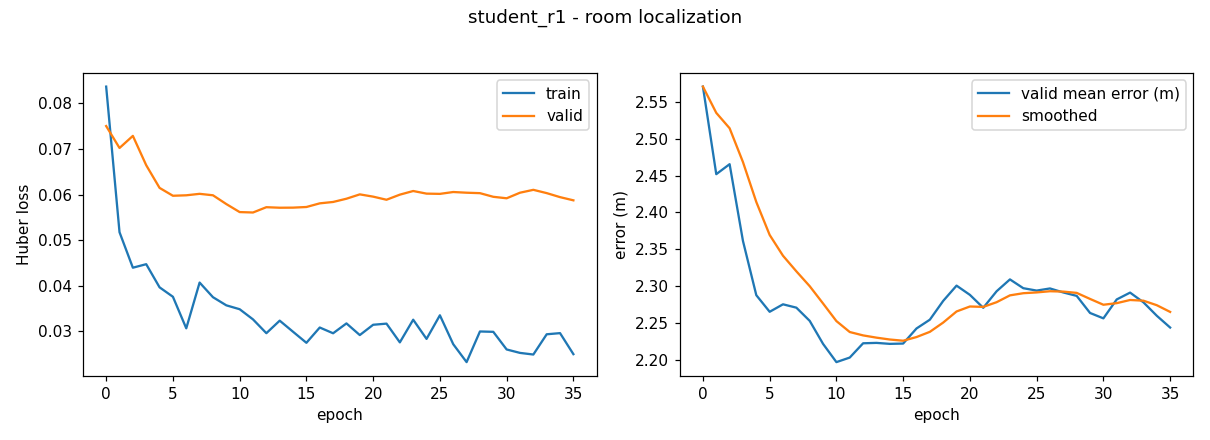 student_r1 - room localization
train
valid
0.08
0.07
0.06
0.05
0.04
0.03
Huber loss
0 5 10 15 20 25 30 35
epoch
valid mean error (m)
smoothed
2.55
2.50
2.45
2.40
2.35
2.30
2.25
2.20
error (m)
0 5 10 15 20 25 30 35
epoch